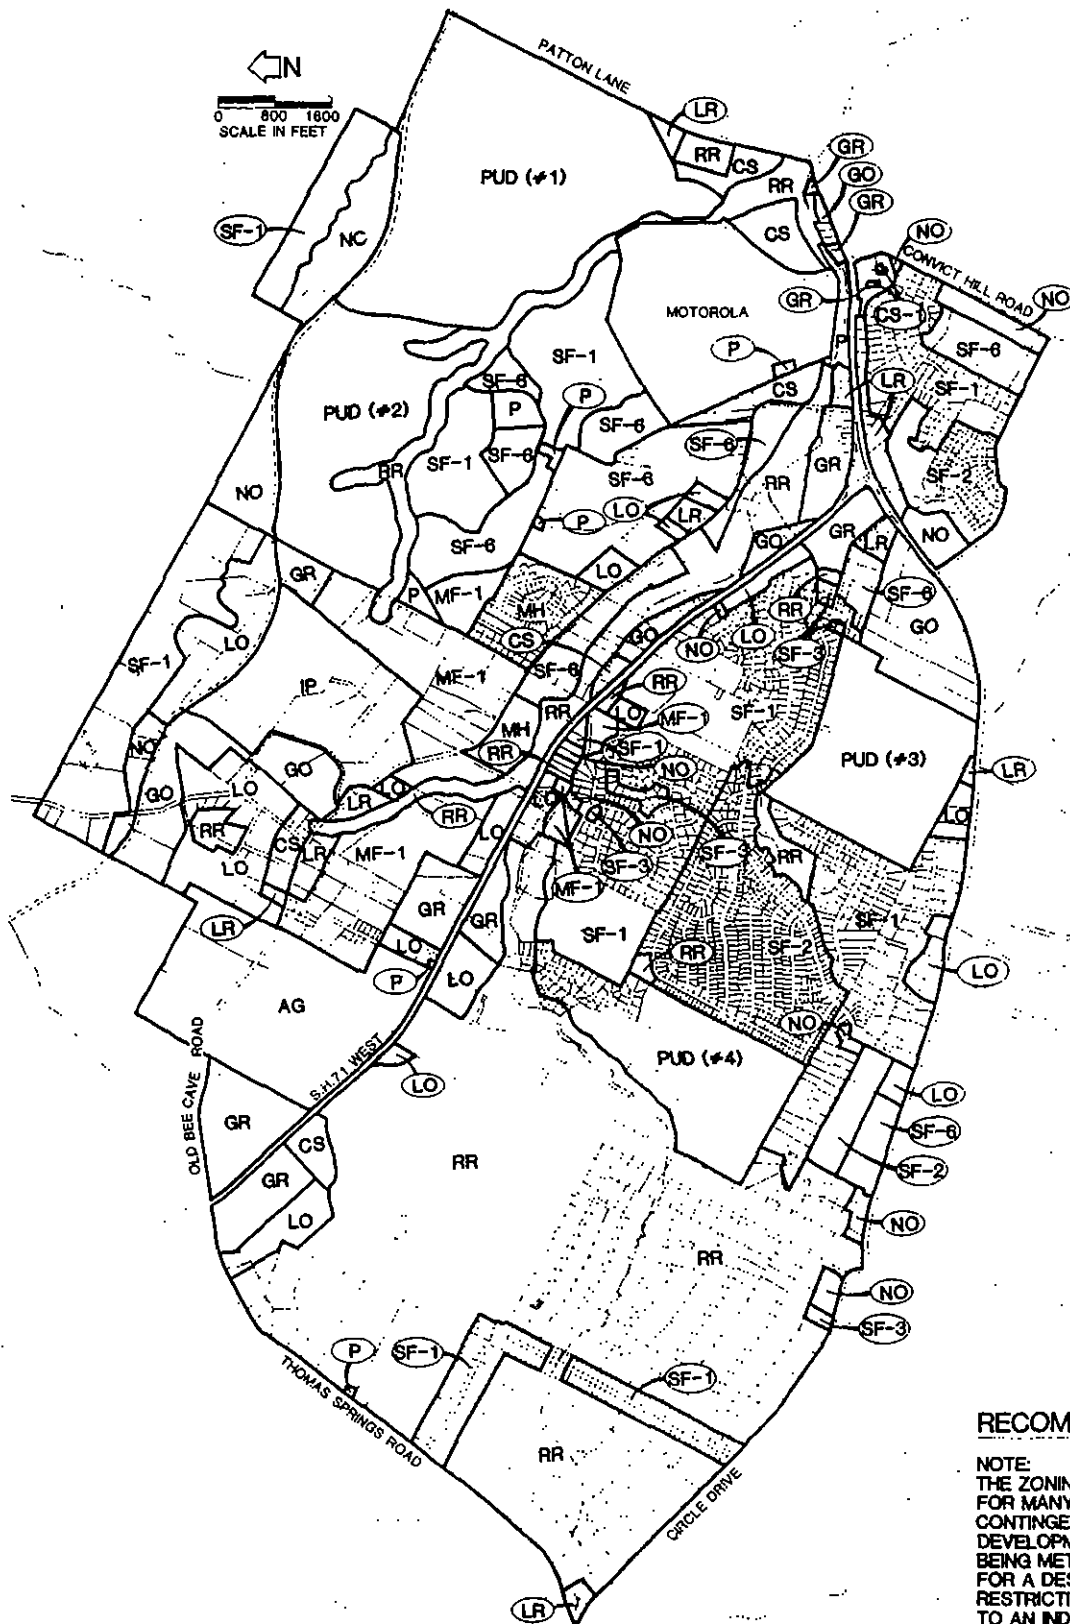 PATTON LANE
N
0 800 1600
SCALE IN FEET
LR
RR
CS
GR
GO
GR
RR
PUD (#1)
SF-1
NC
CS
NO
CONVICT HILL ROAD
NO
GR
CS-1
MOTOROLA
P
SF-6
SF-1
P
LR
SF-1
CS
SF-6
P
P
PUD (#2)
SF-6
SF-6
SF-6
GR
SF-2
RR
SF-1
SF-6
RR
NO
LO
LR
P
GR
LR
NO
SF-6
GO
LO
GR
P
MF-1
MH
RR
SF-6
LO
CS
GO
NO
LO
SF-3
GO
SF-1
MF-1
SF-6
RR
SF-1
IP
RR
LO
MF-1
NO
MH
SF-1
PUD (#3)
LR
GO
LO
GO
RR
NO
LR
LO
RR
LO
LO
RR
CS
LR
MF-1
LO
NO
SF-3
SF-3
RR
LO
MF-1
GR
GR
SF-1
SF-1
LR
LO
RR
SF-2
LO
P
LO
AG
NO
OLD BEE CAVE ROAD
S.H. 71 WEST
PUD (#4)
LO
LO
GR
CS
SF-6
RR
GR
SF-2
LO
NO
RR
NO
SF-3
P
SF-1
SF-1
THOMAS SPRINGS ROAD
RR
CIRCLE DRIVE
LR
RECOM
NOTE:
THE ZONIN
FOR MANY
CONTINGE
DEVELOPM
BEING MET
FOR A DES
RESTRICTI
TO AN IND